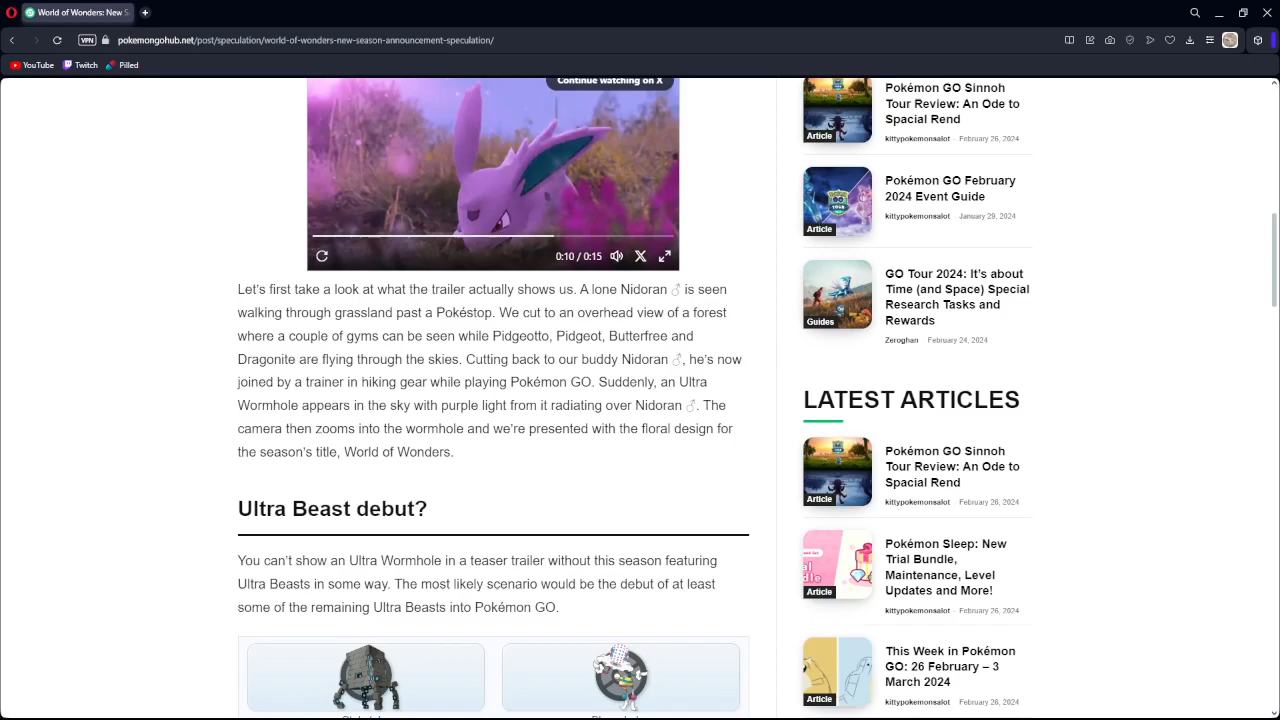 World of Wonders: New S
VPN
pokemongohub.net/post/speculation/world-of-wonders-new-season-announcement-speculation/
YouTube
Twitch
Pilled
Continue watching on X
0:10 / 0:15
Let's first take a look at what the trailer actually shows us. A lone Nidoran ♂ is seen
walking through grassland past a Pokéstop. We cut to an overhead view of a forest
where a couple of gyms can be seen while Pidgeotto, Pidgeot, Butterfree and
Dragonite are flying through the skies. Cutting back to our buddy Nidoran ♂, he's now
joined by a trainer in hiking gear while playing Pokémon GO. Suddenly, an Ultra
Wormhole appears in the sky with purple light from it radiating over Nidoran ♂. The
camera then zooms into the wormhole and we're presented with the floral design for
the season's title, World of Wonders.
Ultra Beast debut?
You can't show an Ultra Wormhole in a teaser trailer without this season featuring
Ultra Beasts in some way. The most likely scenario would be the debut of at least
some of the remaining Ultra Beasts into Pokémon GO.
Pokémon GO Sinnoh
Tour Review: An Ode to
Spacial Rend
Article
kittypokemonsalot - February 26, 2024
Pokémon GO February
2024 Event Guide
kittypokemonsalot - January 29, 2024
Article
GO Tour 2024: It's about
Time (and Space) Special
Research Tasks and
Rewards
Guides
Zeroghan - February 24, 2024
LATEST ARTICLES
Pokémon GO Sinnoh
Tour Review: An Ode to
Spacial Rend
Article
kittypokemonsalot - February 26, 2024
Pokémon Sleep: New
Trial Bundle,
Maintenance, Level
Updates and More!
Article
kittypokemonsalot - February 26, 2024
This Week in Pokémon
GO: 26 February – 3
March 2024
Article
kittypokemonsalot - February 26, 2024